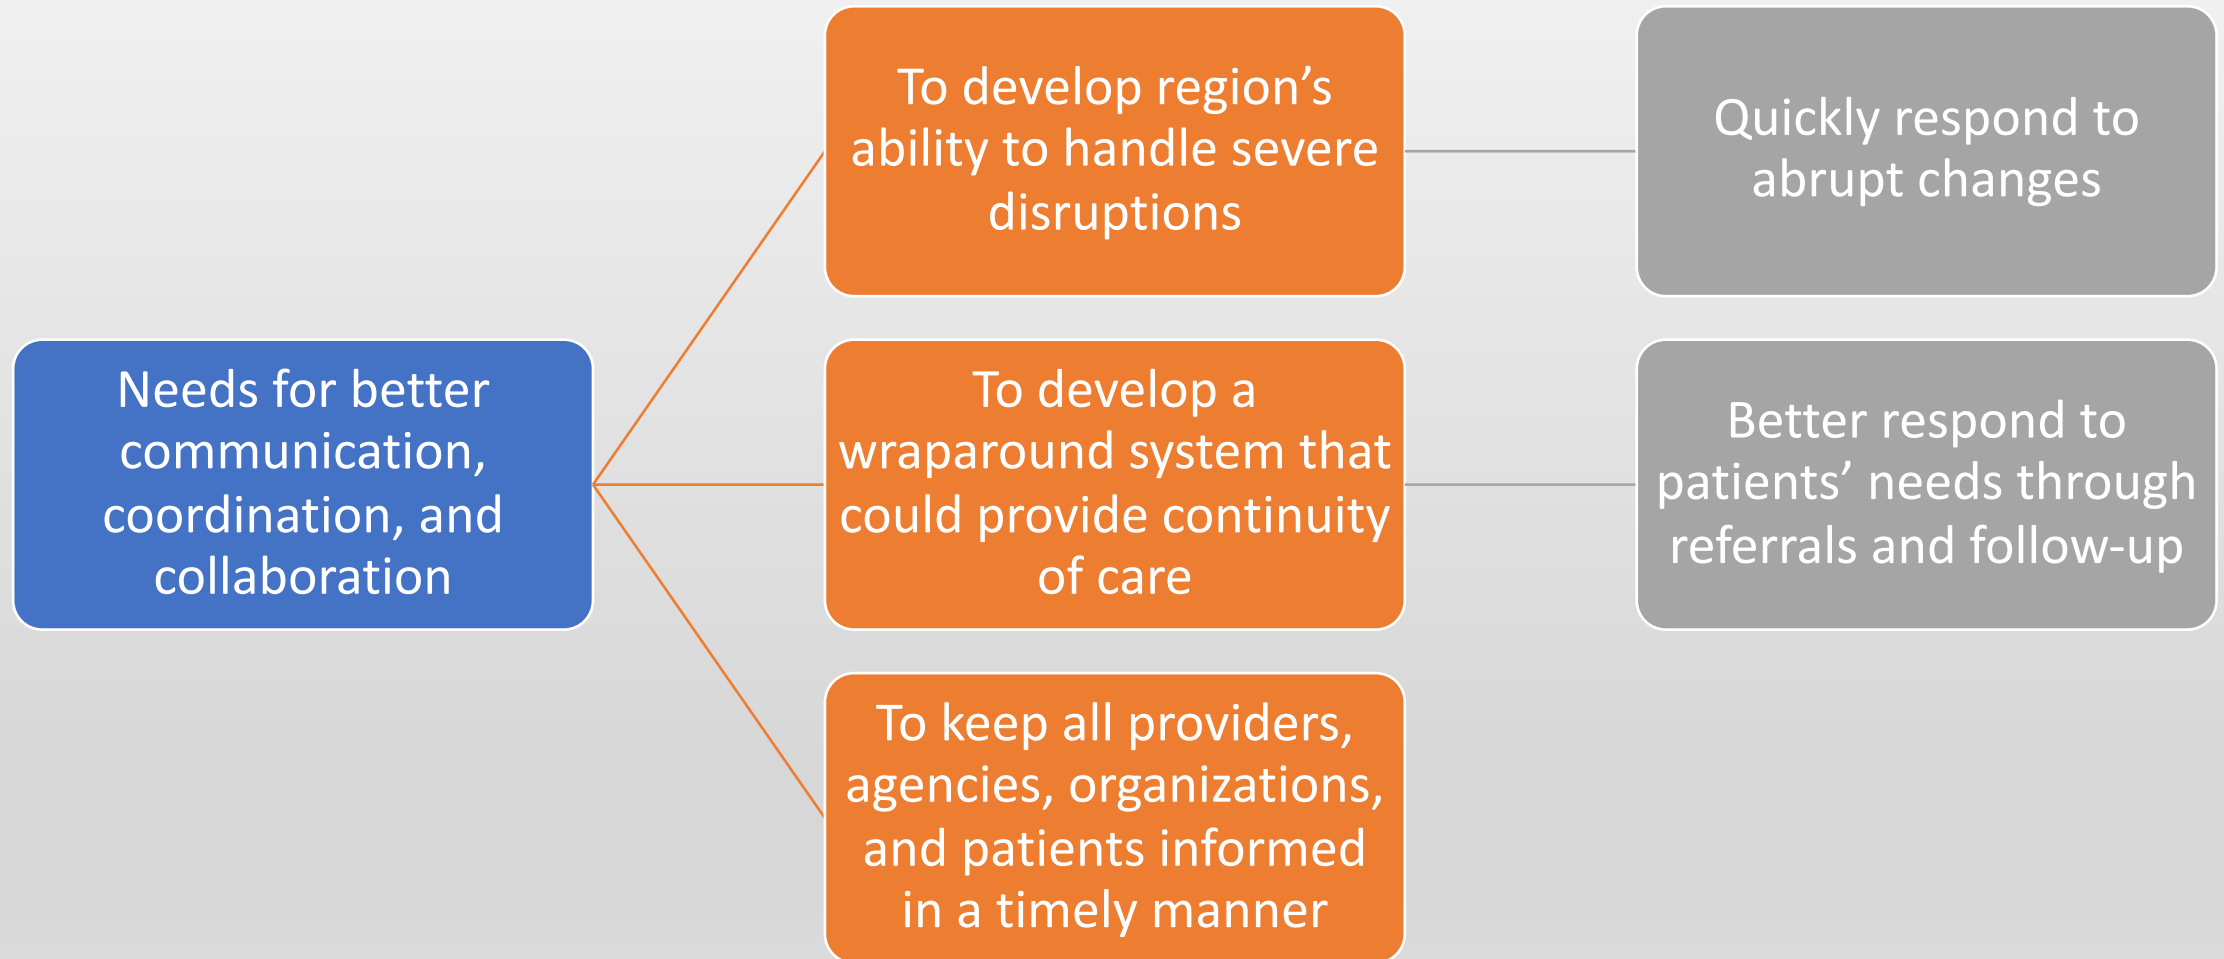 Needs for better
communication,
coordination, and
collaboration
To develop region’s
ability to handle severe
disruptions
Quickly respond to
abrupt changes
To develop a
wraparound system that
could provide continuity
of care
Better respond to
patients’ needs through
referrals and follow-up
To keep all providers,
agencies, organizations,
and patients informed
in a timely manner